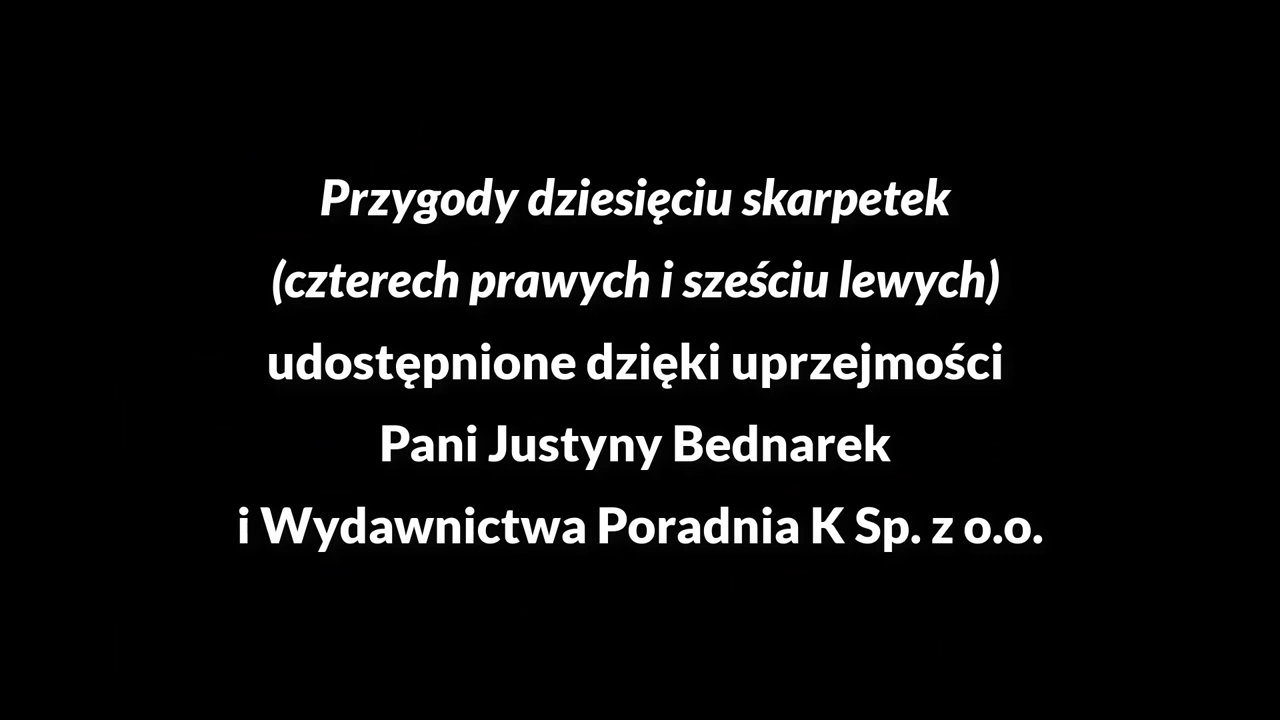 Przygody dziesięciu skarpetek
(czterech prawych i sześciu lewych)
udostępnione dzięki uprzejmości
Pani Justyny Bednarek
i Wydawnictwa Poradnia K Sp. z o.o.